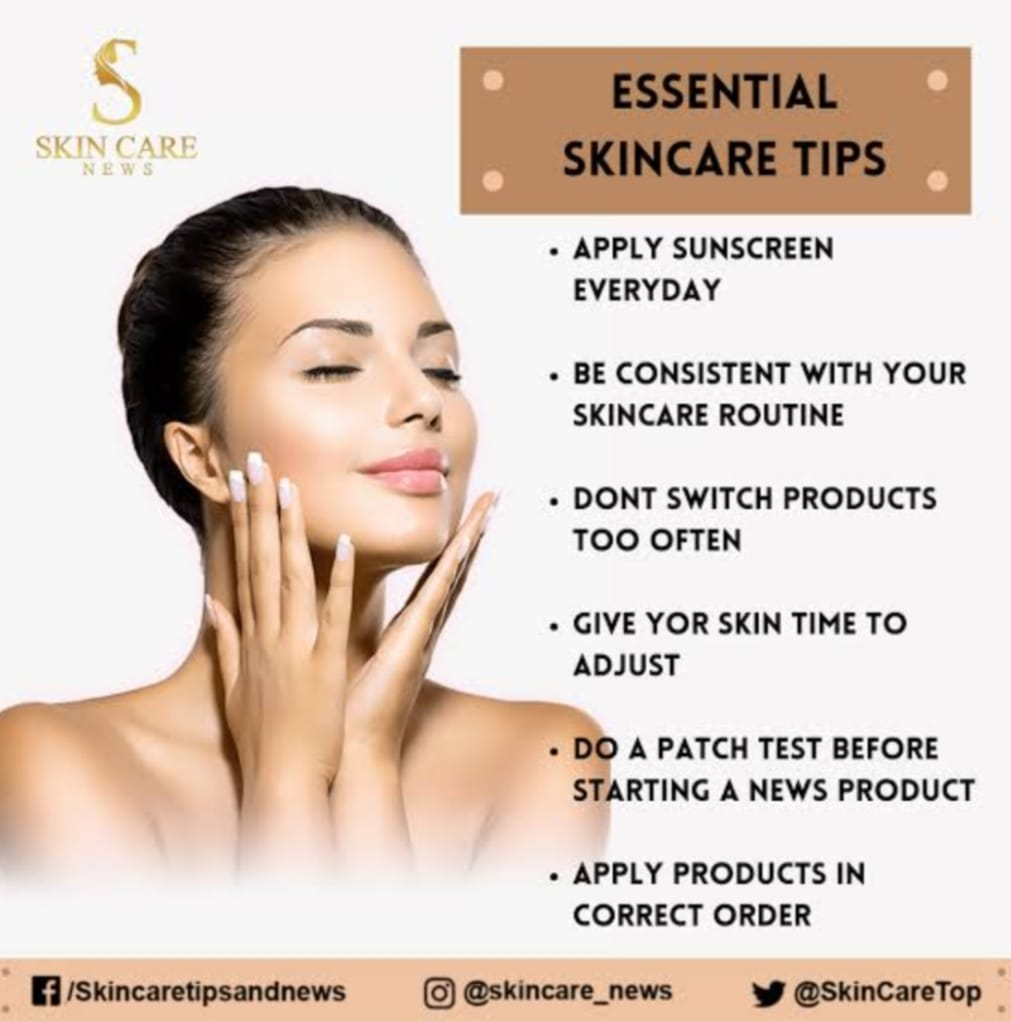 SKIN CARE
NEWS
ESSENTIAL
SKINCARE TIPS
• APPLY SUNSCREEN
EVERYDAY
• BE CONSISTENT WITH YOUR
SKINCARE ROUTINE
• DONT SWITCH PRODUCTS
TOO OFTEN
• GIVE YOR SKIN TIME TO
ADJUST
• DO A PATCH TEST BEFORE
STARTING A NEWS PRODUCT
• APPLY PRODUCTS IN
CORRECT ORDER
/Skincaretipsandnews @skincare_news @SkinCareTop